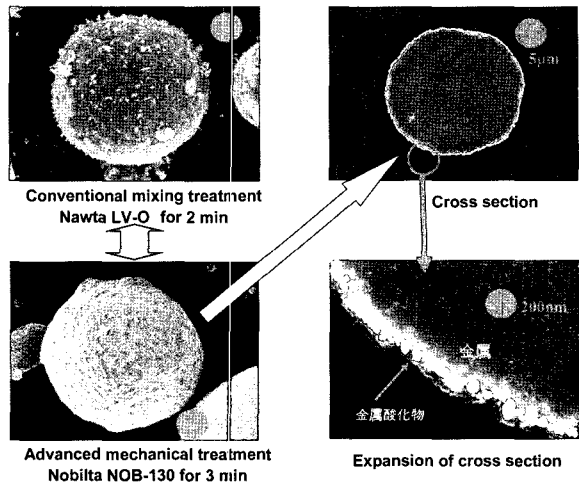 5μm
Conventional mixing treatment
Nawta LV-O for 2 min
Cross section
200nm
金属
金属酸化物
Advanced mechanical treatment
Nobilta NOB-130 for 3 min
Expansion of cross section